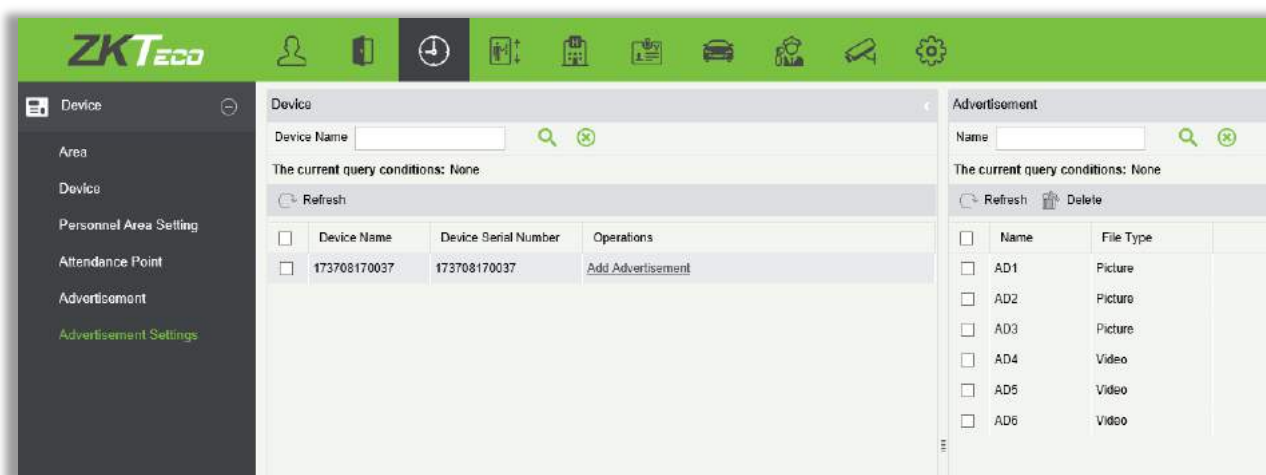 ZKTECO
Device
Area
Device
Personnel Area Setting
Attendance Point
Advertisement
Advertisement Settings
Device
Device Name
The current query conditions: None
Refresh
Device Name Device Serial Number Operations
173708170037 173708170037 Add Advertisement
Advertisement
Name
The current query conditions: None
Refresh Delete
Name File Type
AD1 Picture
AD2 Picture
AD3 Picture
AD4 Video
AD5 Video
AD6 Video